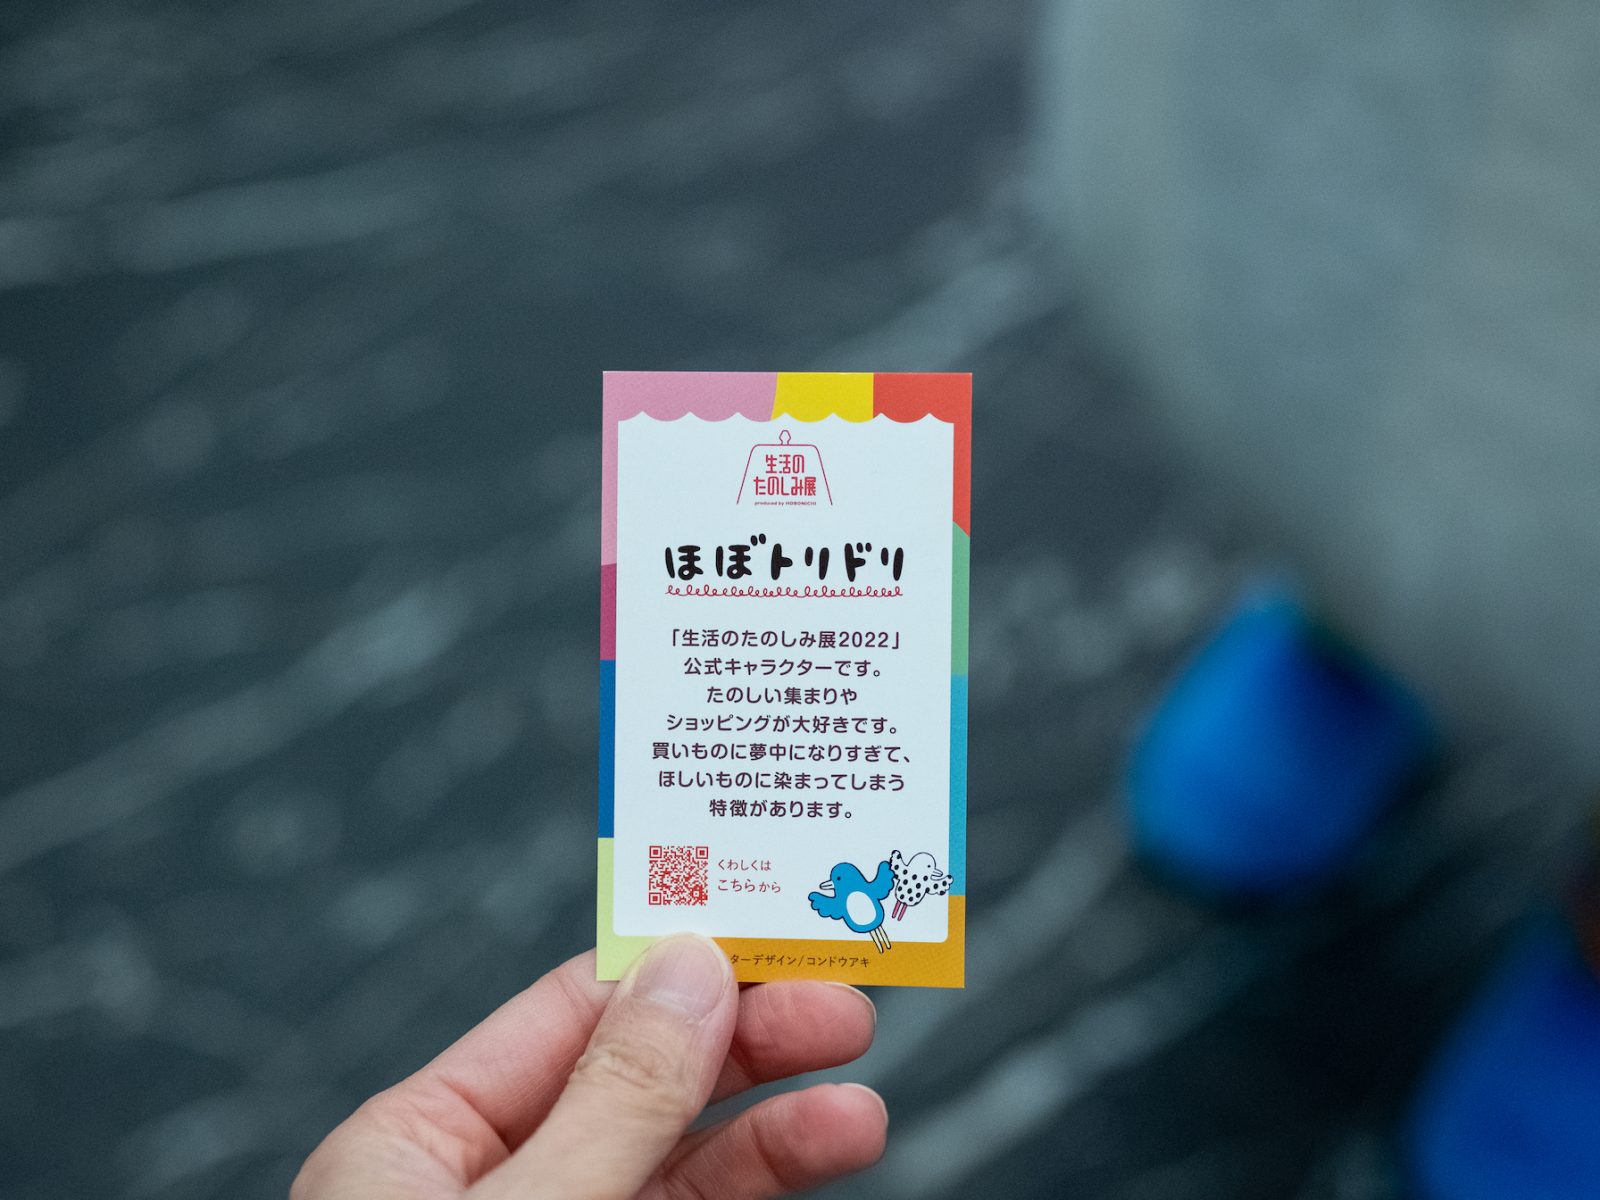 生活の
たのしみ展
produced by HOBONICHI
ほぼトリドリ
「生活のたのしみ展2022」
公式キャラクターです。
たのしい集まりや
ショッピングが大好きです。
買いものに夢中になりすぎて、
ほしいものに染まってしまう
特徴があります。
くわしくは
こちらから
ターデザイン/コンドウアキ